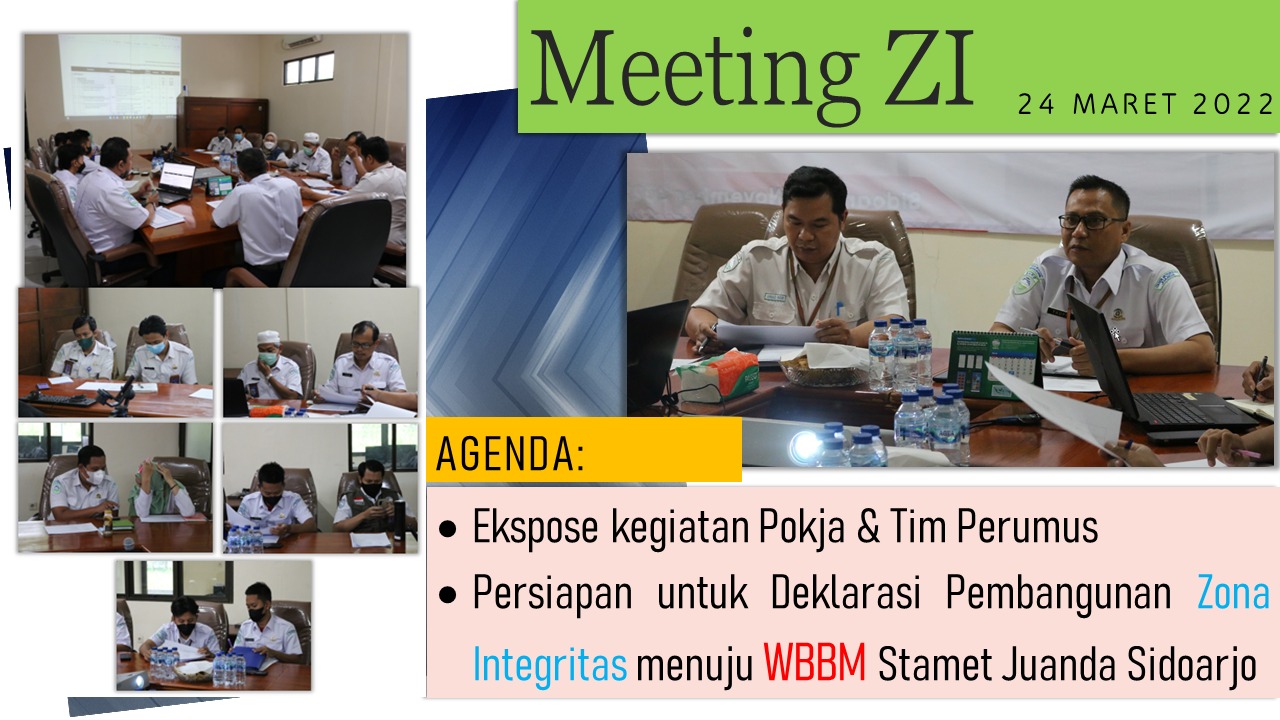 Meeting ZI
24 MARET 2022
AGENDA:
• Ekspose kegiatan Pokja & Tim Perumus
• Persiapan untuk Deklarasi Pembangunan Zona
Integritas menuju WBBM Stamet Juanda Sidoarjo